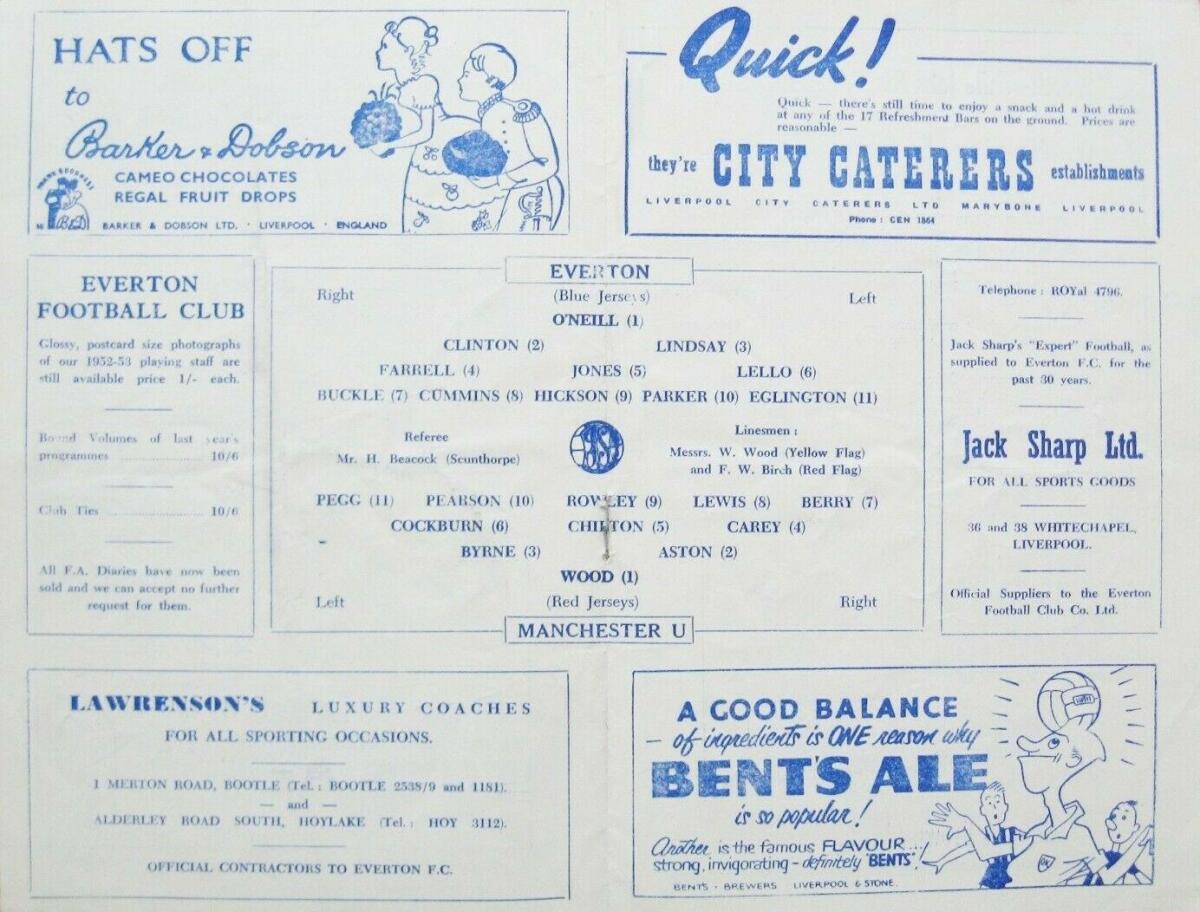 HATS OFF
to
Barker & Dobson
CAMEO CHOCOLATES
REGAL FRUIT DROPS
B&D
BARKER & DOBSON LTD. · LIVERPOOL · ENGLAND
Quick!
Quick — there's still time to enjoy a snack and a hot drink
at any of the 17 Refreshment Bars on the ground. Prices are
reasonable —
they're CITY CATERERS establishments
LIVERPOOL CITY CATERERS LTD MARYBONE LIVERPOOL
Phone : CEN 1864
EVERTON
FOOTBALL CLUB
Glossy, postcard size photographs
of our 1952-53 playing staff are
still available price 1/- each.
Bound Volumes of last year's
programmes .................... 10/6
Club Ties .................... 10/6
All F.A. Diaries have now been
sold and we can accept no further
request for them.
EVERTON
Right (Blue Jerseys) Left
O'NEILL (1)
CLINTON (2) LINDSAY (3)
FARRELL (4) JONES (5) LELLO (6)
BUCKLE (7) CUMMINS (8) HICKSON (9) PARKER (10) EGLINGTON (11)
Referee
Mr. H. Beacock (Scunthorpe)
Linesmen :
Messrs. W. Wood (Yellow Flag)
and F. W. Birch (Red Flag)
PEGG (11) PEARSON (10) ROWLEY (9) LEWIS (8) BERRY (7)
COCKBURN (6) CHILTON (5) CAREY (4)
BYRNE (3) ASTON (2)
WOOD (1)
Left (Red Jerseys) Right
MANCHESTER U
Telephone : ROYal 4796.
Jack Sharp's "Expert" Football, as
supplied to Everton F.C. for the
past 30 years.
Jack Sharp Ltd.
FOR ALL SPORTS GOODS
36 and 38 WHITECHAPEL,
LIVERPOOL.
Official Suppliers to the Everton
Football Club Co. Ltd.
LAWRENSON'S LUXURY COACHES
FOR ALL SPORTING OCCASIONS.
1 MERTON ROAD, BOOTLE (Tel.: BOOTLE 2538/9 and 1181).
— and —
ALDERLEY ROAD SOUTH, HOYLAKE (Tel.: HOY 3112).
OFFICIAL CONTRACTORS TO EVERTON F.C.
A GOOD BALANCE
— of ingredients is ONE reason why
BENT'S ALE
is so popular!
Another is the famous FLAVOUR...
strong, invigorating - definitely 'BENTS'!
BENTS · BREWERS LIVERPOOL & STONE.